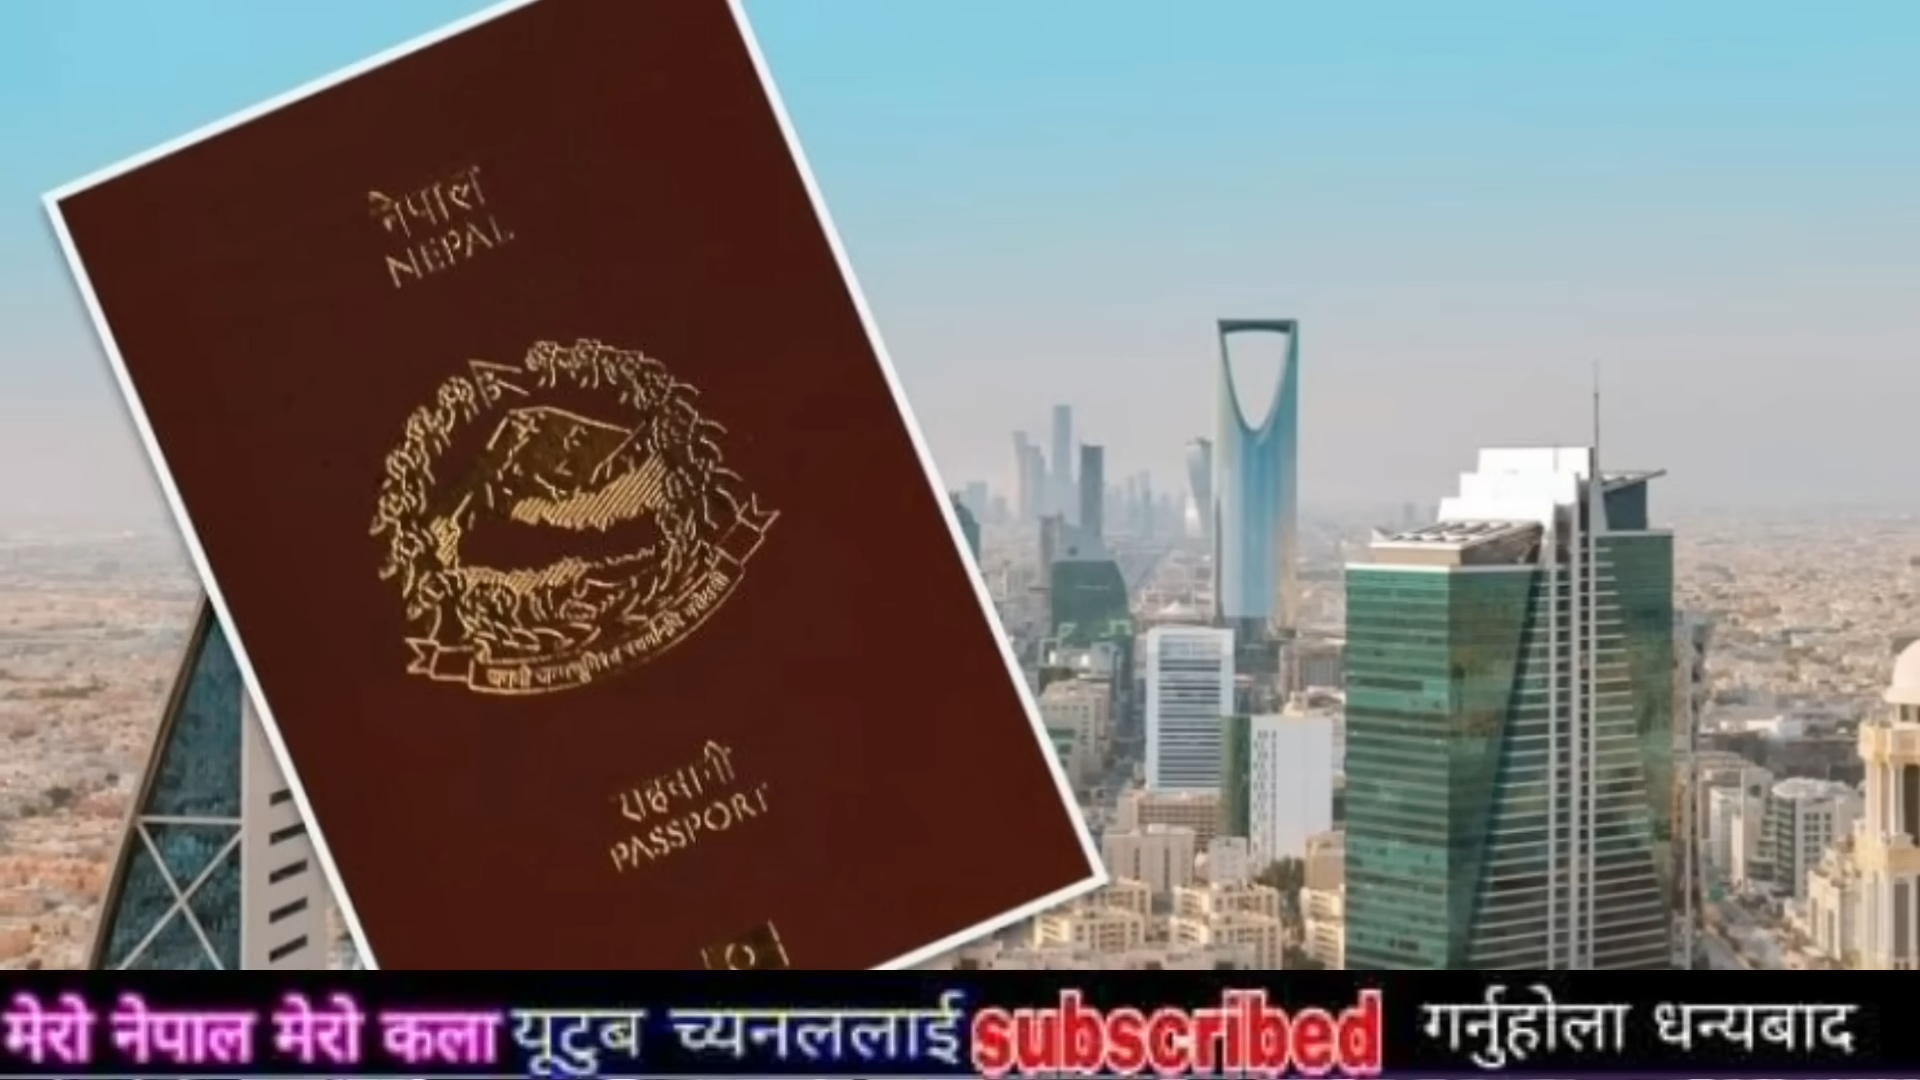 नेपाल
NEPAL
राहदानी
PASSPORT
मेरो नेपाल मेरो कला यूटुब च्यनललाई subscribed गर्नुहोला धन्यबाद